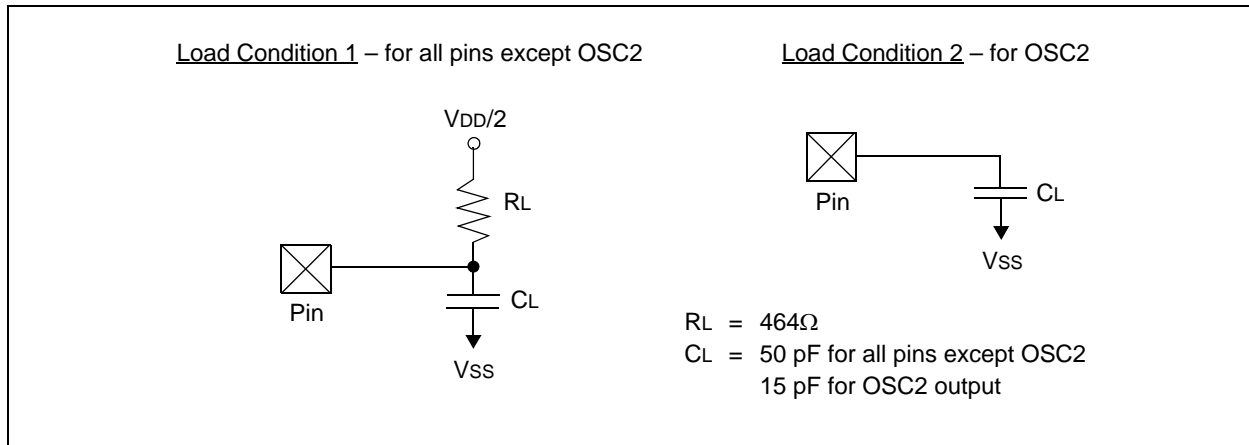 Load Condition 1 – for all pins except OSC2
VDD/2
RL
Pin
CL
VSS
Load Condition 2 – for OSC2
Pin
CL
VSS
RL = 464Ω
CL = 50 pF for all pins except OSC2
15 pF for OSC2 output